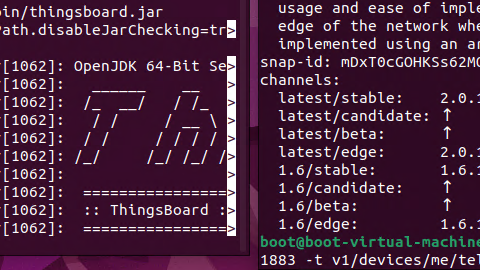 bin/thingsboard.jar
Path.disableJarChecking=tr>
r[1062]: OpenJDK 64-Bit Se>
r[1062]:   ______    __    >
r[1062]:  /_  __/   / /_   >
r[1062]:   / /     / __ \  >
r[1062]:  / /     / / / /  >
r[1062]: /_/     /_/ /_/   >
r[1062]:
r[1062]:  =================>
r[1062]:  :: ThingsBoard :>
r[1062]:  =================>
usage and ease of imple
edge of the network whe
implemented using an ar
snap-id: mDxT0cGOHKSs62MO
channels:
latest/stable: 2.0.1
latest/candidate: ↑
latest/beta: ↑
latest/edge: 2.0.1
1.6/stable: 1.6.1
1.6/candidate: ↑
1.6/beta: ↑
1.6/edge: 1.6.1
boot@boot-virtual-machine
1883 -t v1/devices/me/tel